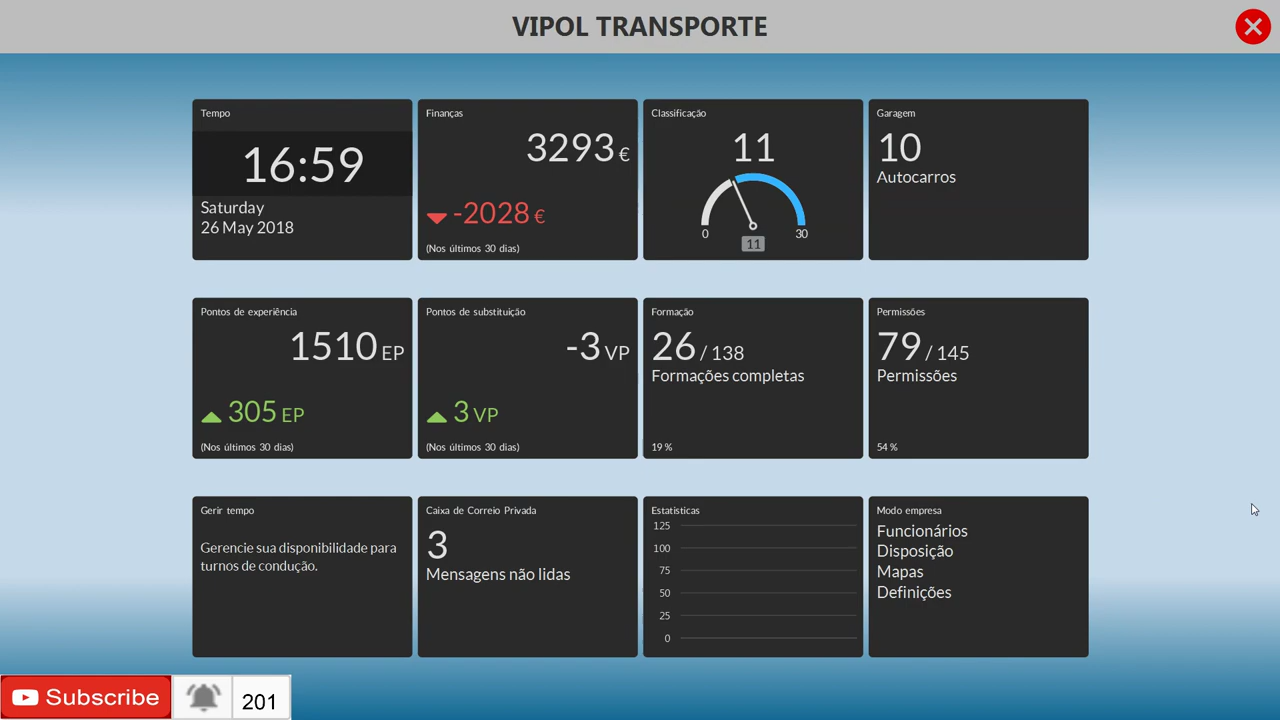 VIPOL TRANSPORTE
Tempo
16:59
Saturday
26 May 2018
Finanças
3293 €
-2028 €
(Nos últimos 30 dias)
Classificação
11
0
30
11
Garagem
10
Autocarros
Pontos de experiência
1510 EP
305 EP
(Nos últimos 30 dias)
Pontos de substituição
-3 VP
3 VP
(Nos últimos 30 dias)
Formação
26 / 138
Formações completas
19 %
Permissões
79 / 145
Permissões
54 %
Gerir tempo
Gerencie sua disponibilidade para
turnos de condução.
Caixa de Correio Privada
3
Mensagens não lidas
Estatisticas
125
100
75
50
25
0
Modo empresa
Funcionários
Disposição
Mapas
Definições
Subscribe
201